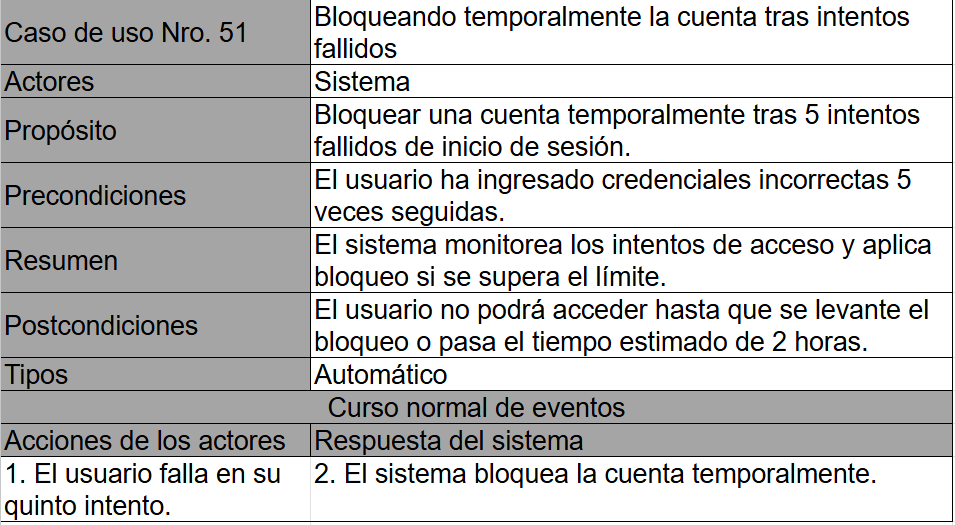 Caso de uso Nro. 51
Bloqueando temporalmente la cuenta tras intentos
fallidos
Actores
Sistema
Propósito
Bloquear una cuenta temporalmente tras 5 intentos
fallidos de inicio de sesión.
Precondiciones
El usuario ha ingresado credenciales incorrectas 5
veces seguidas.
Resumen
El sistema monitorea los intentos de acceso y aplica
bloqueo si se supera el límite.
Postcondiciones
El usuario no podrá acceder hasta que se levante el
bloqueo o pasa el tiempo estimado de 2 horas.
Tipos
Automático
Curso normal de eventos
Acciones de los actores
Respuesta del sistema
1. El usuario falla en su
quinto intento.
2. El sistema bloquea la cuenta temporalmente.